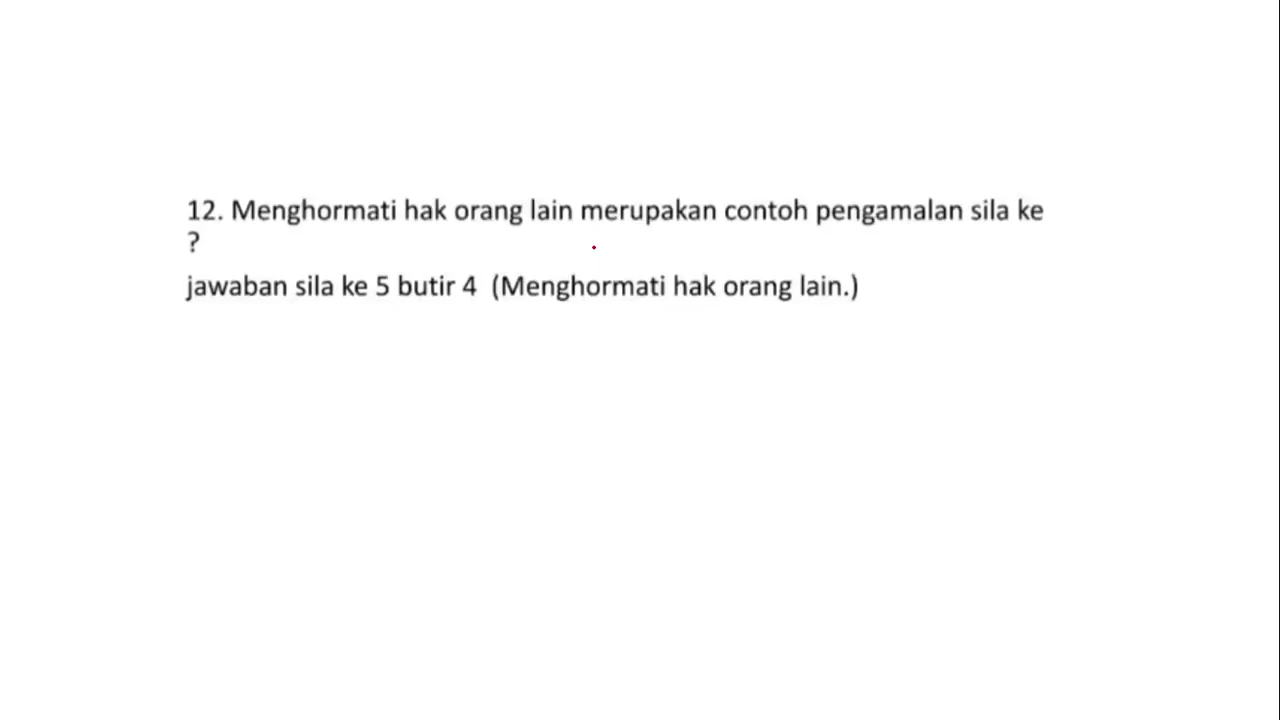 12. Menghormati hak orang lain merupakan contoh pengamalan sila ke
?
jawaban sila ke 5 butir 4 (Menghormati hak orang lain.)